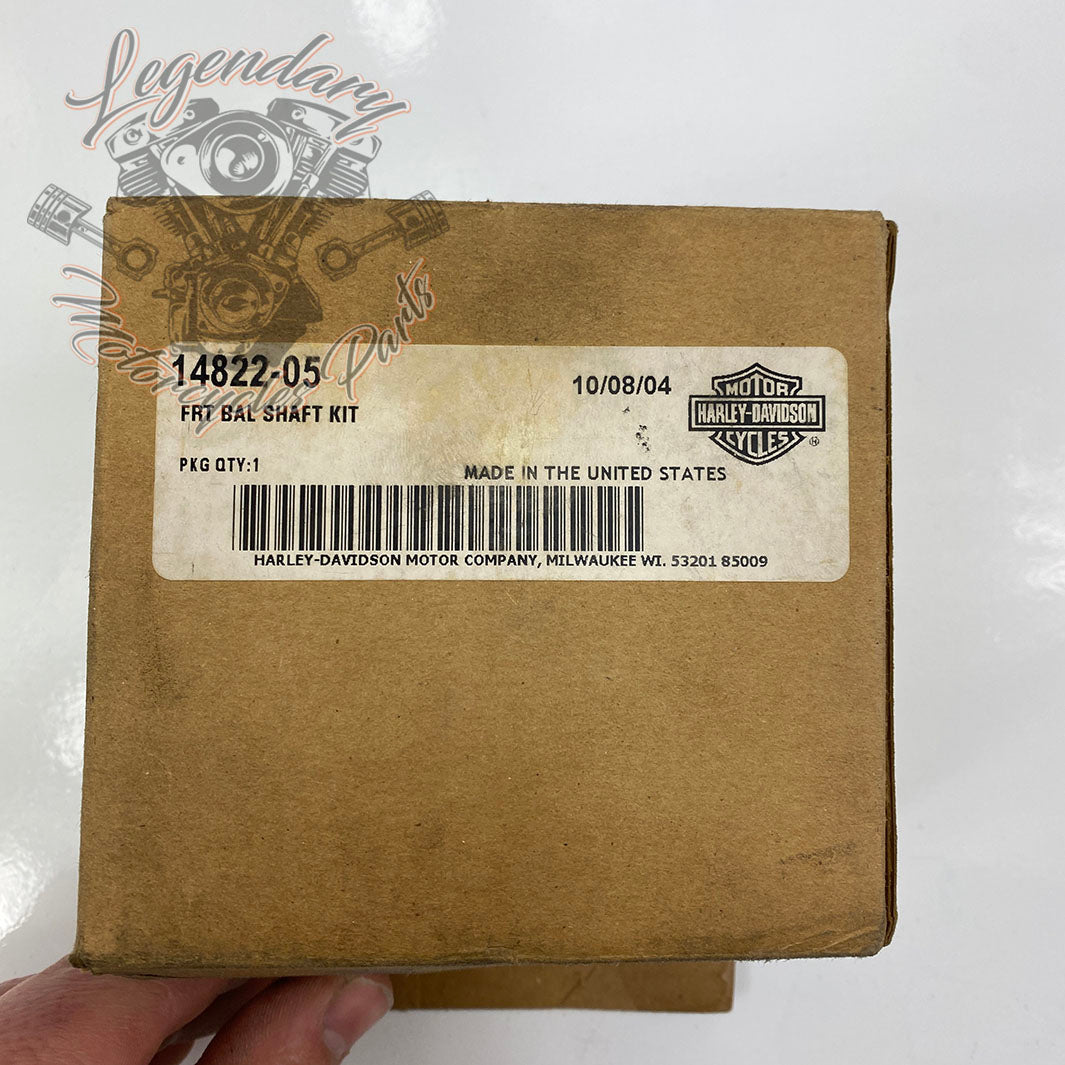 Legendary
Motorcycles Parts
14822-05
10/08/04
FRT BAL SHAFT KIT
MOTOR
HARLEY-DAVIDSON
CYCLES
®
PKG QTY:1
MADE IN THE UNITED STATES
HARLEY-DAVIDSON MOTOR COMPANY, MILWAUKEE WI. 53201 85009